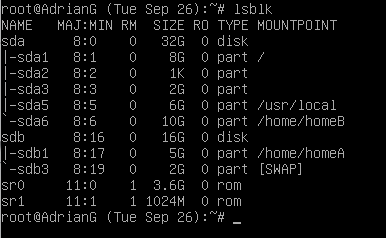 root@AdrianG (Tue Sep 26):~# lsblk
NAME   MAJ:MIN RM  SIZE RO TYPE MOUNTPOINT
sda      8:0    0   32G  0 disk
|-sda1   8:1    0    8G  0 part /
|-sda2   8:2    0    1K  0 part
|-sda3   8:3    0    2G  0 part
|-sda5   8:5    0    6G  0 part /usr/local
`-sda6   8:6    0   10G  0 part /home/homeB
sdb      8:16   0   16G  0 disk
|-sdb1   8:17   0    5G  0 part /home/homeA
`-sdb3   8:19   0    2G  0 part [SWAP]
sr0     11:0    1  3.6G  0 rom
sr1     11:1    1 1024M  0 rom
root@AdrianG (Tue Sep 26):~# _